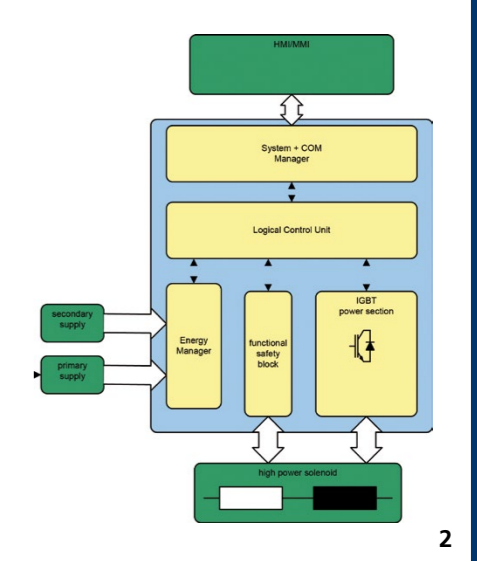 HMI/MMI
System + COM
Manager
Logical Control Unit
secondary
supply
primary
supply
Energy
Manager
functional
safety
block
IGBT
power section
high power solenoid
2